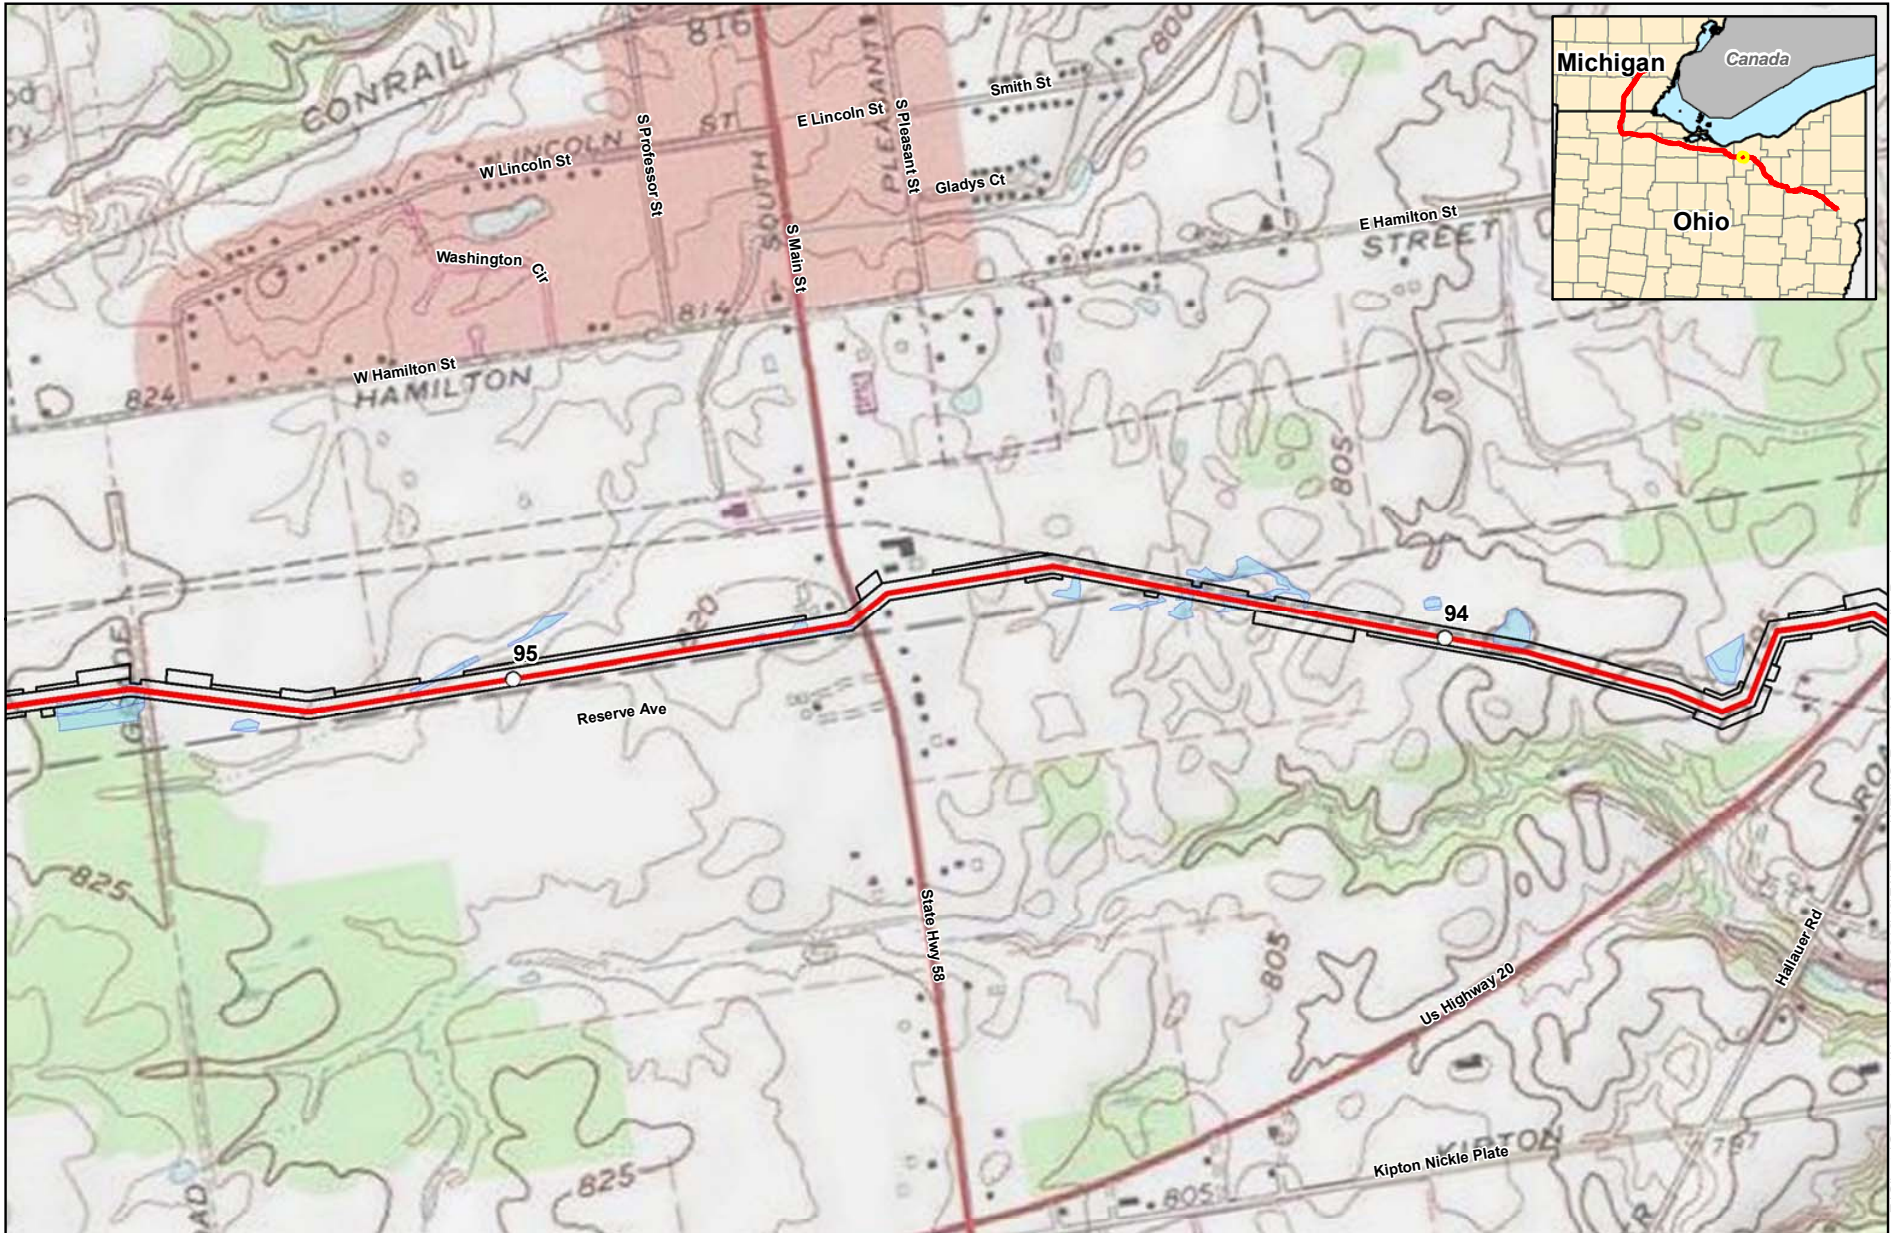 816
CONRAIL
800
Smith St
E Lincoln St
S Pleasant St
PLEASANT
S Professor St
ST
LINCOLN
W Lincoln St
SOUTH
Gladys Ct
E Hamilton St
STREET
Washington Cir
S Main St
814
W Hamilton St
HAMILTON
824
Michigan
Canada
Ohio
805
820
94
95
Reserve Ave
825
State Hwy 58
805
Us Highway 20
Hallauer Rd
KIPTON
Kipton Nickle Plate
787
805
825